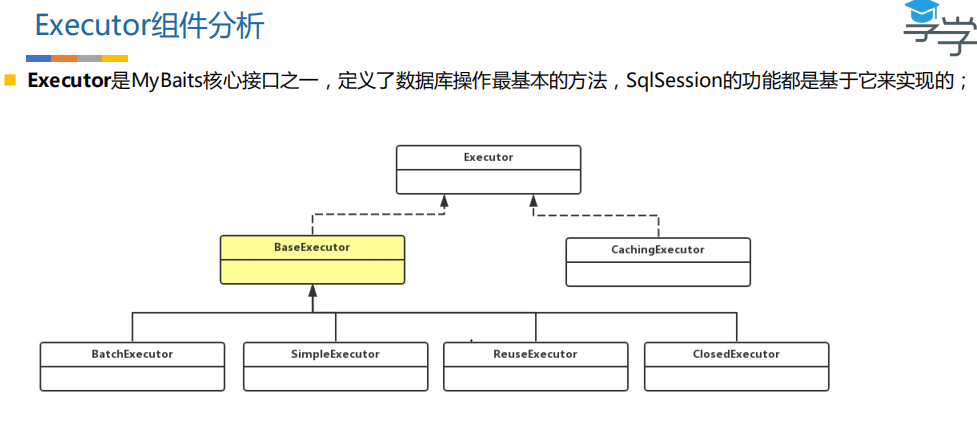 Executor组件分析
学学
Executor是MyBaits核心接口之一，定义了数据库操作最基本的方法，SqlSession的功能都是基于它来实现的；
Executor
BaseExecutor
CachingExecutor
BatchExecutor
SimpleExecutor
ReuseExecutor
ClosedExecutor